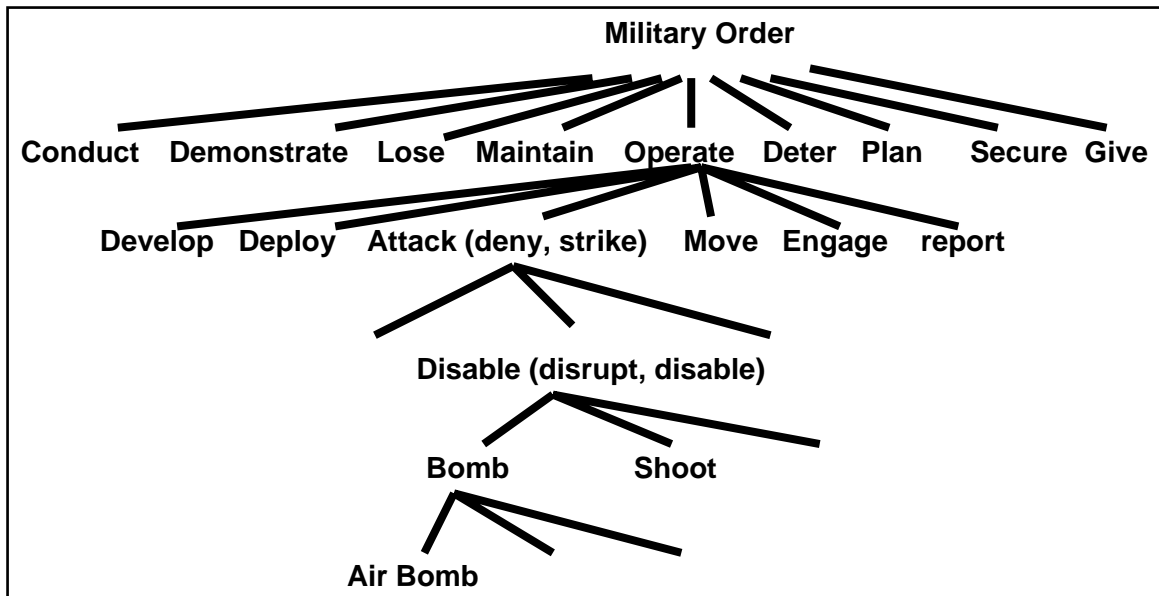 Military Order
Conduct Demonstrate Lose Maintain Operate Deter Plan Secure Give
Develop Deploy Attack (deny, strike) Move Engage report
Disable (disrupt, disable)
Bomb Shoot
Air Bomb